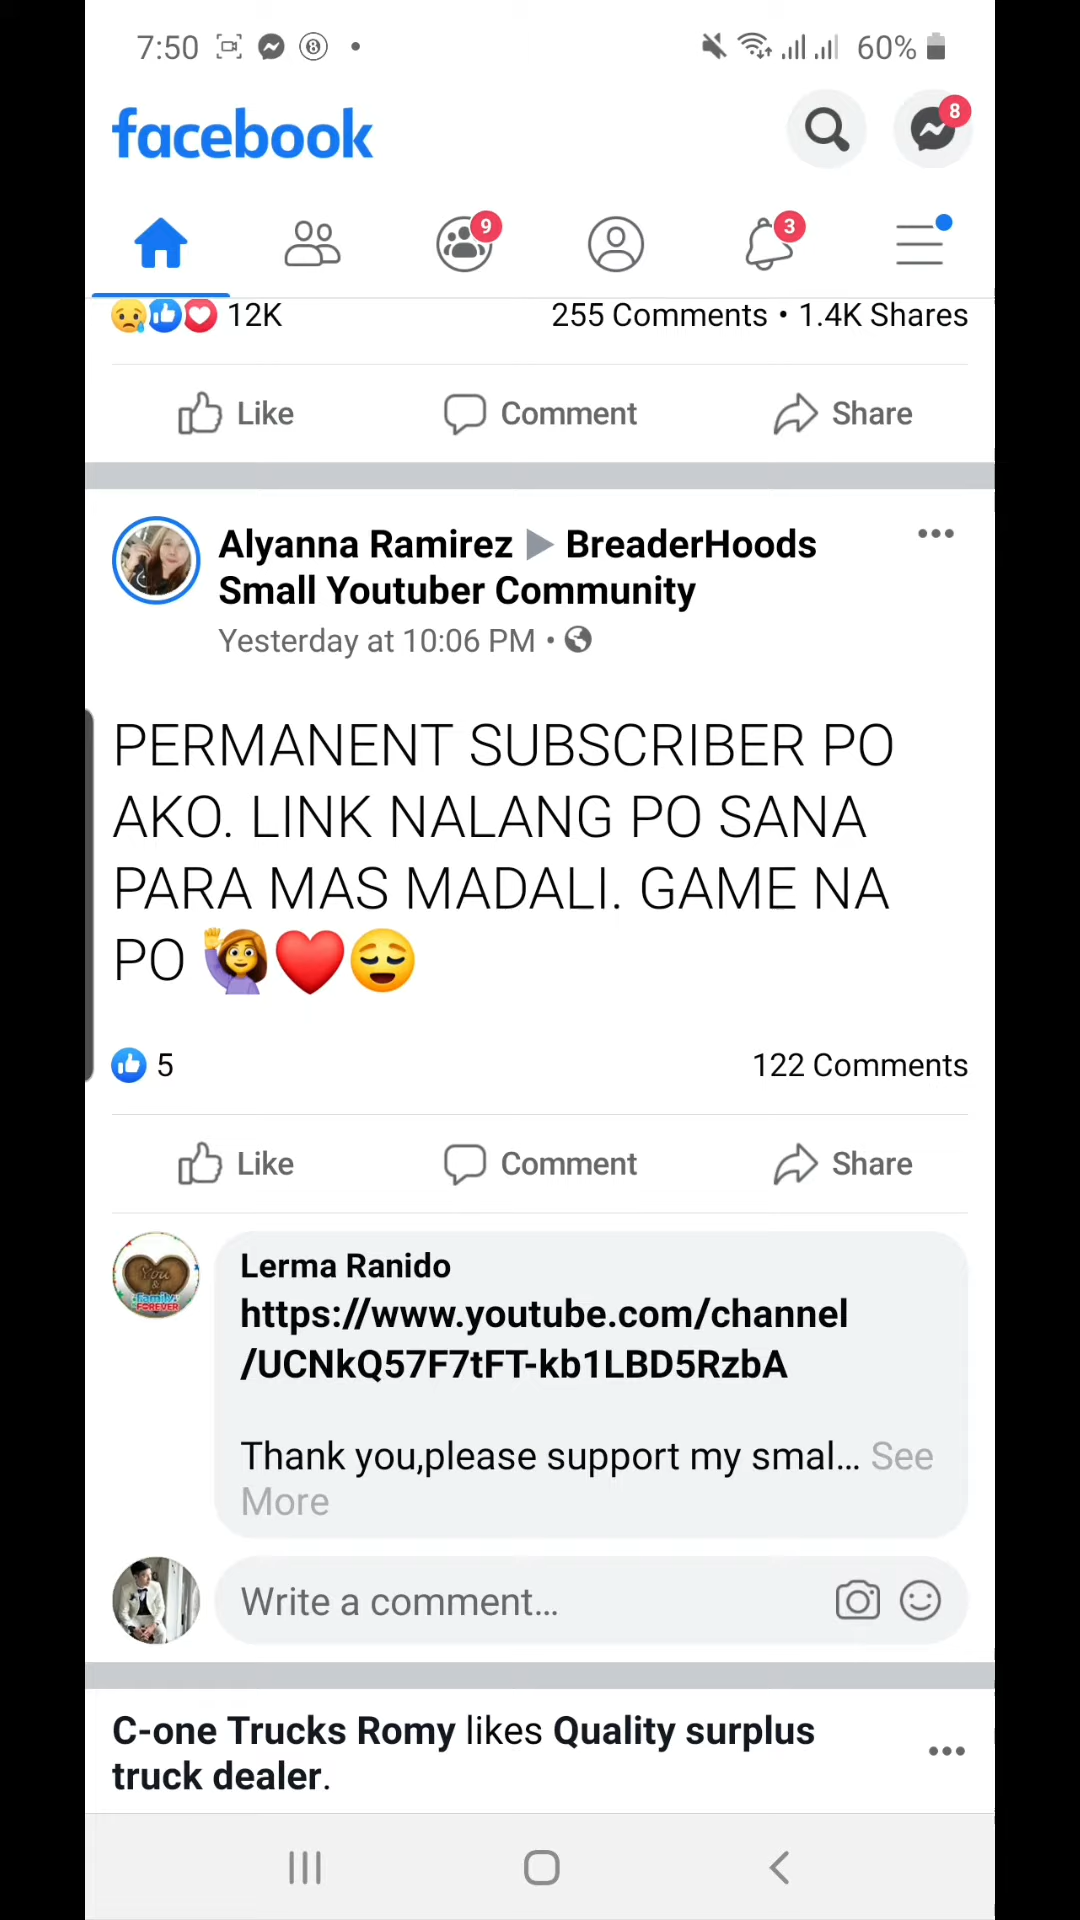 7:50
60%
facebook
8
9
3
12K
255 Comments • 1.4K Shares
Like
Comment
Share
Alyanna Ramirez ▶ BreaderHoods
Small Youtuber Community
Yesterday at 10:06 PM •
PERMANENT SUBSCRIBER PO
AKO. LINK NALANG PO SANA
PARA MAS MADALI. GAME NA
PO 🙋‍♀️❤️😌
5
122 Comments
Like
Comment
Share
Lerma Ranido
https://www.youtube.com/channel
/UCNkQ57F7tFT-kb1LBD5RzbA
Thank you,please support my smal... See
More
Write a comment...
C-one Trucks Romy likes Quality surplus
truck dealer.